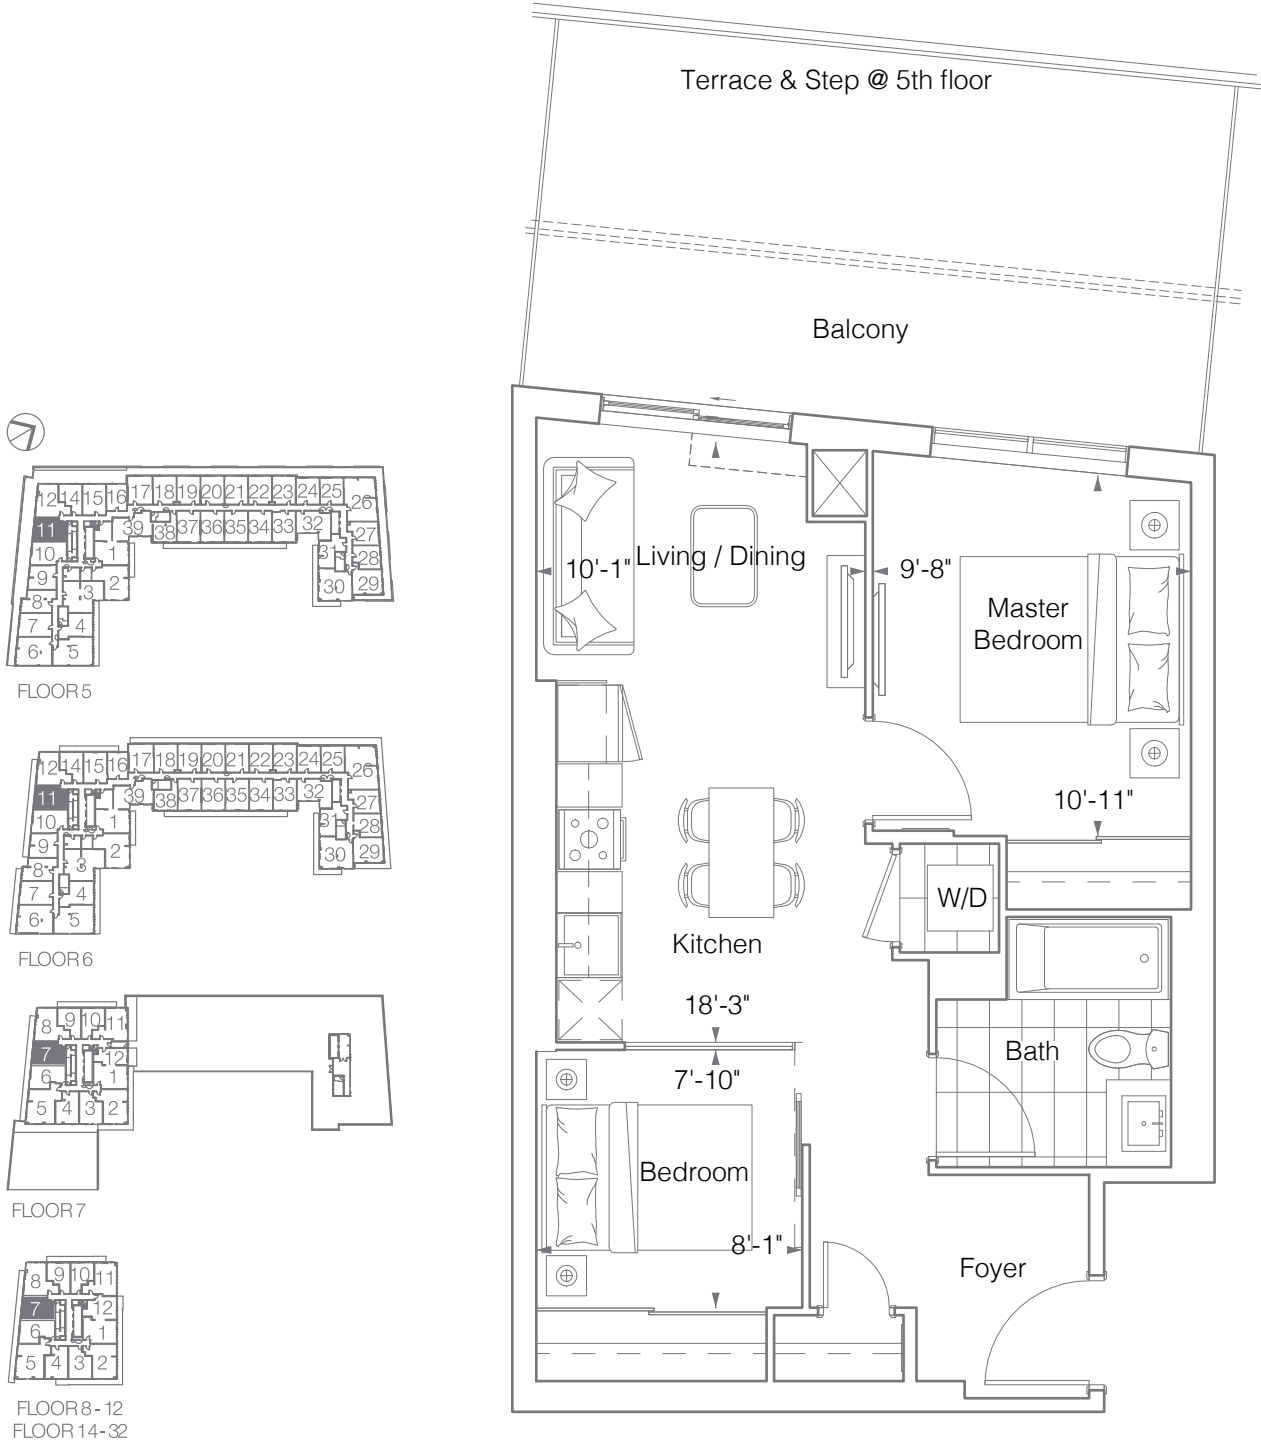 Terrace & Step @ 5th floor
Balcony
10'-1" Living / Dining
9'-8"
Master
Bedroom
10'-11"
W/D
Kitchen
18'-3"
Bath
7'-10"
Bedroom
8'-1"
Foyer
12 14 15 16 17 18 19 20 21 22 23 24 25
26
11 39 38 37 36 35 34 33 32
27
10 1 31 28
9 3 2 30 29
8
7 4
6 5
FLOOR 5
12 14 15 16 17 18 19 20 21 22 23 24 25
26
11 39 38 37 36 35 34 33 32
27
10 1 31 28
9 2 30 29
8 3
7 4
6 5
FLOOR 6
8 9 10 11
7 12
6 1
5 4 3 2
FLOOR 7
8 9 10 11
7 12
6 1
5 4 3 2
FLOOR 8 - 12
FLOOR 14 - 32